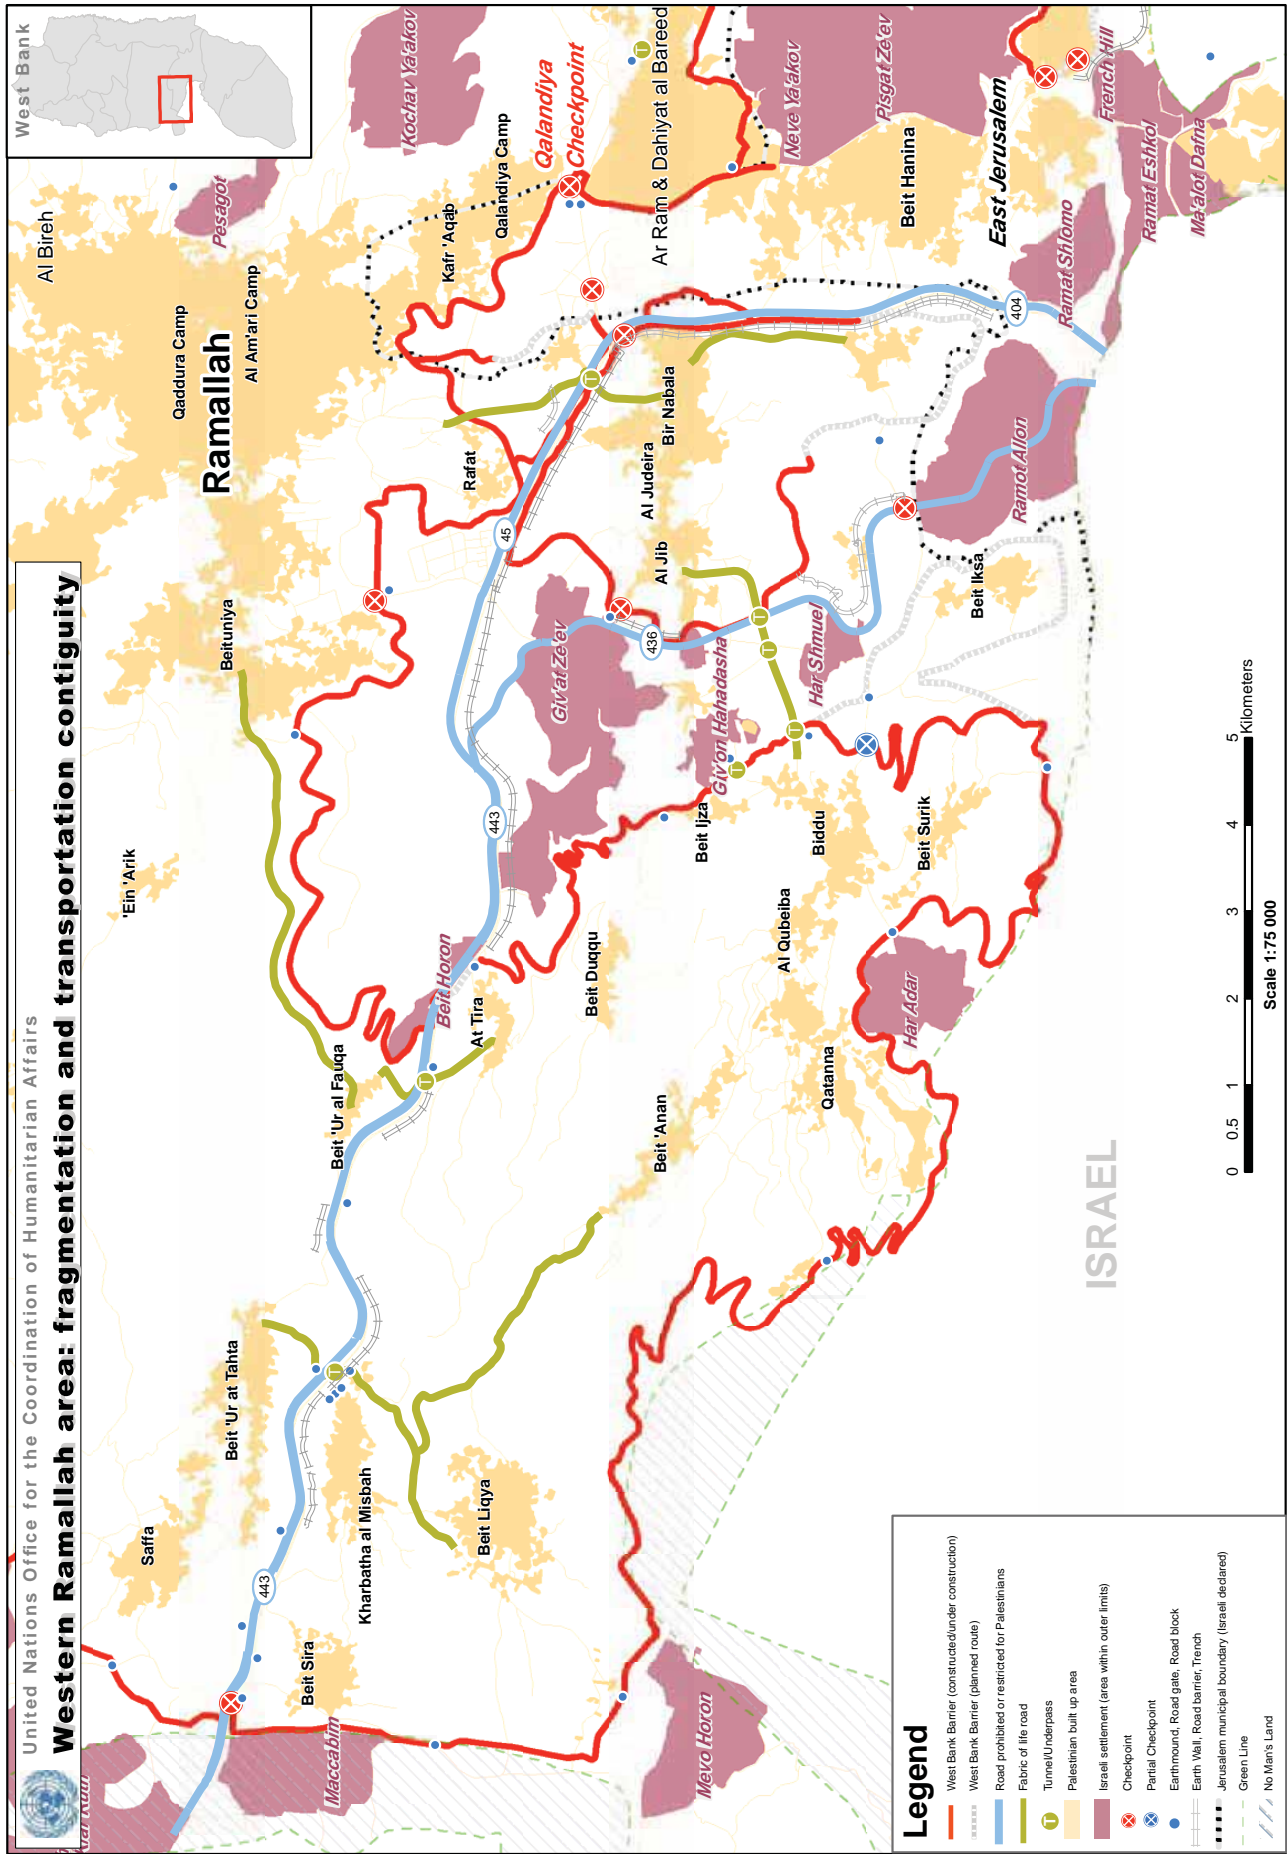 United Nations Office for the Coordination of Humanitarian Affairs
Western Ramallah area: fragmentation and transportation contiguity
West Bank
Saffa
Beit 'Ur at Tahta
'Ein 'Arik
Beituniya
Qaddura Camp
Ramallah
Al Am'ari Camp
Al Bireh
Pesagot
443
Beit Sira
Maccabim
Kharbatha al Misbah
Beit Liqya
Beit 'Ur al Fauqa
Beit Horon
At Tira
443
45
Rafat
Kafr 'Aqab
Kochav Ya'akov
Qalandiya Camp
Qalandiya
Checkpoint
Beit Duqqu
Giv'at Ze'ev
436
Al Jib
Al Judeira
Bir Nabala
Ar Ram & Dahiyat al Bareed
Beit 'Anan
Beit Ijza
Giv'on Hahadasha
Mevo Horon
Al Qubeiba
Qatanna
Biddu
Har Shmuel
Neve Ya'akov
Pisgat Ze'ev
Beit Hanina
Har Adar
Beit Surik
Beit Iksa
Ramot Allon
404
East Jerusalem
Ramat Shlomo
French Hill
Ramat Eshkol
Ma'alot Dafna
ISRAEL
0 0.5 1 2 3 4 5
Kilometers
Scale 1:75 000
Legend
West Bank Barrier (constructed/under construction)
West Bank Barrier (planned route)
Road prohibited or restricted for Palestinians
Fabric of life road
Tunnel/Underpass
Palestinian built up area
Israeli settlement (area within outer limits)
Checkpoint
Partial Checkpoint
Earthmound, Road gate, Road block
Earth Wall, Road barrier, Trench
Jerusalem municipal boundary (Israeli declared)
Green Line
No Man's Land